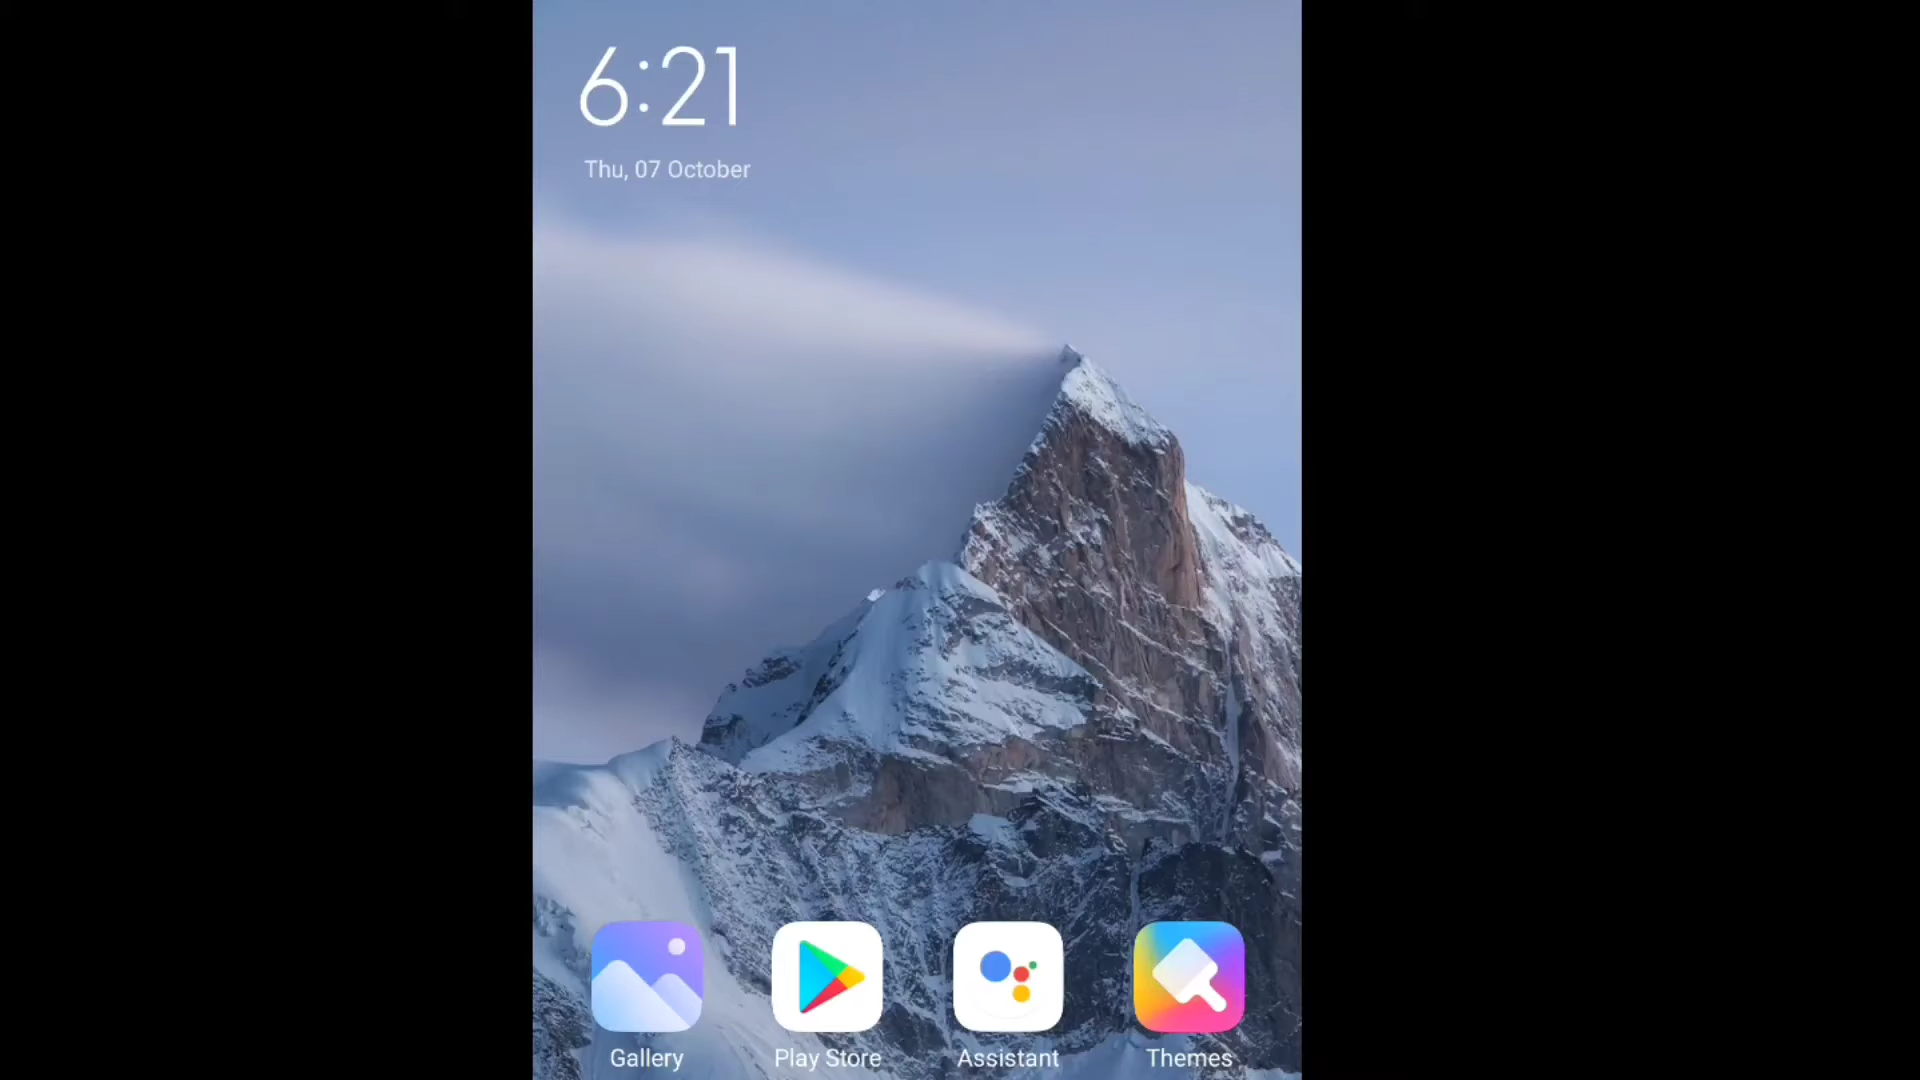 6:21
Thu, 07 October
Gallery
Play Store
Assistant
Themes